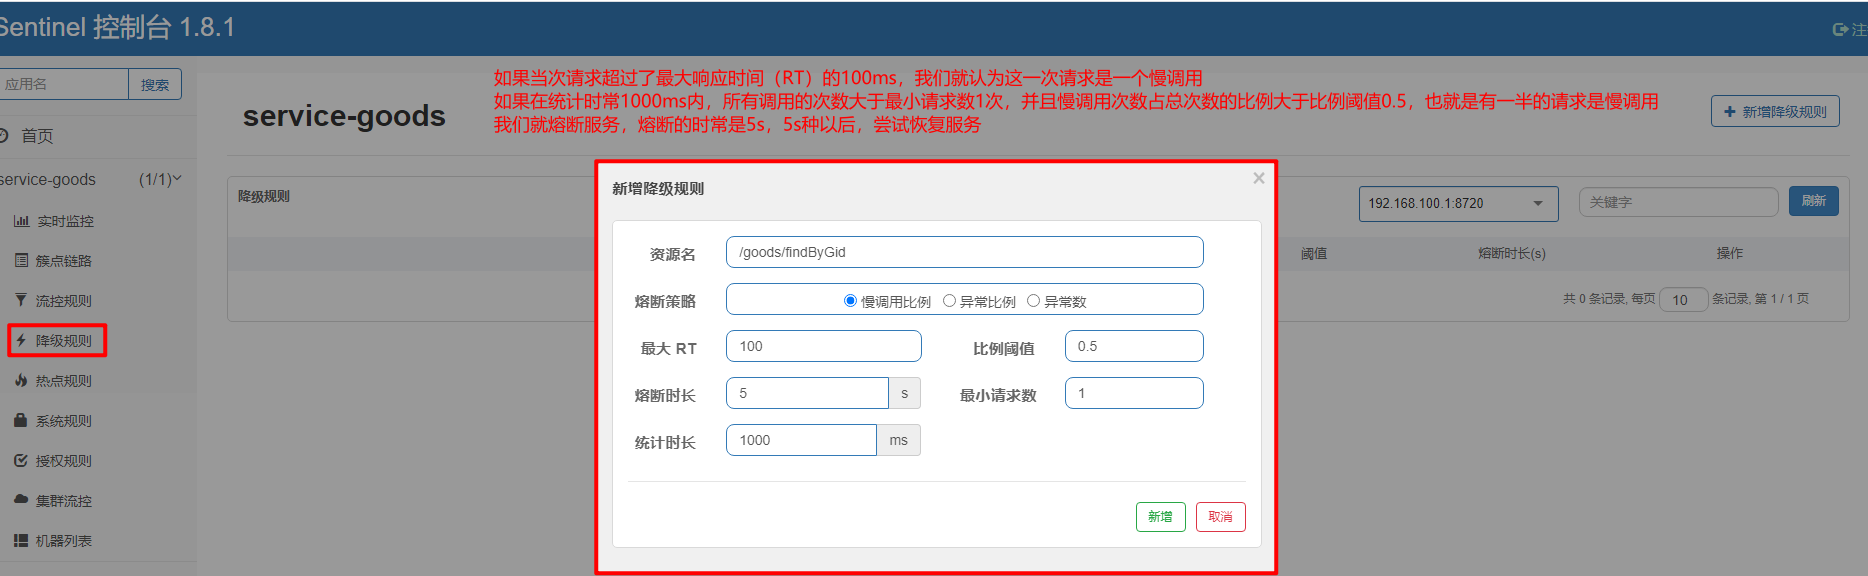 Sentinel 控制台 1.8.1
注
应用名
搜索
如果当次请求超过了最大响应时间（RT）的100ms，我们就认为这一次请求是一个慢调用
如果在统计时常1000ms内，所有调用的次数大于最小请求数1次，并且慢调用次数占总次数的比例大于比例阈值0.5，也就是有一半的请求是慢调用
我们就熔断服务，熔断的时常是5s，5s种以后，尝试恢复服务
service-goods
新增降级规则
首页
service-goods (1/1)
实时监控
簇点链路
流控规则
降级规则
热点规则
系统规则
授权规则
集群流控
机器列表
降级规则
192.168.100.1:8720
关键字
刷新
阈值 熔断时长(s) 操作
共 0 条记录, 每页 10 条记录, 第 1 / 1 页
新增降级规则
×
资源名 /goods/findByGid
熔断策略 慢调用比例 异常比例 异常数
最大 RT 100 比例阈值 0.5
熔断时长 5 s 最小请求数 1
统计时长 1000 ms
新增 取消